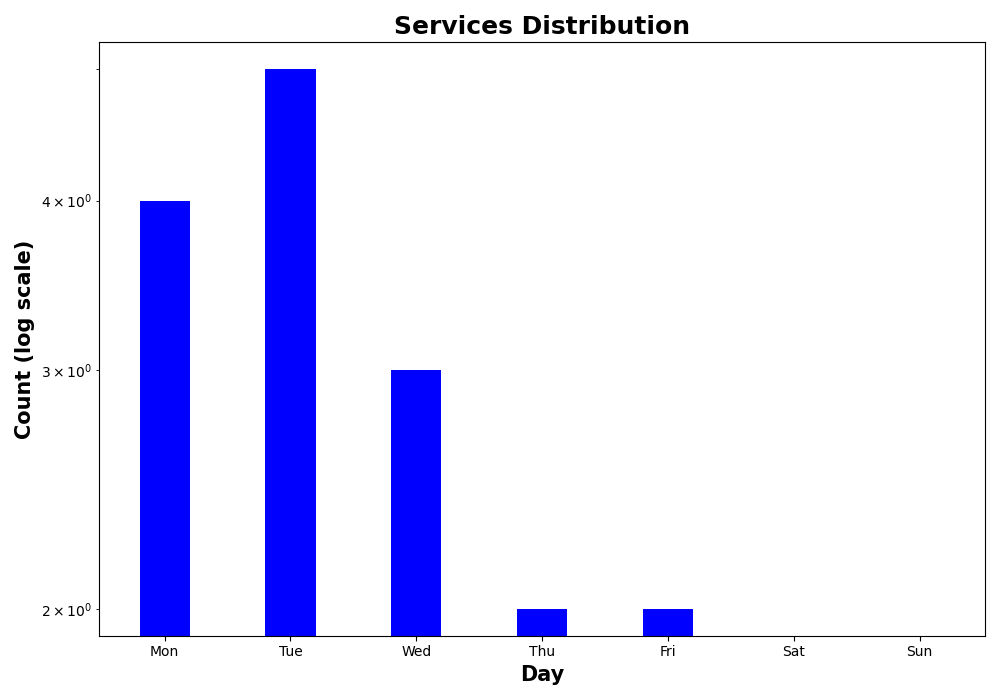 Services Distribution
Count (log scale)
4 × 10⁰
3 × 10⁰
2 × 10⁰
Mon Tue Wed Thu Fri Sat Sun
Day